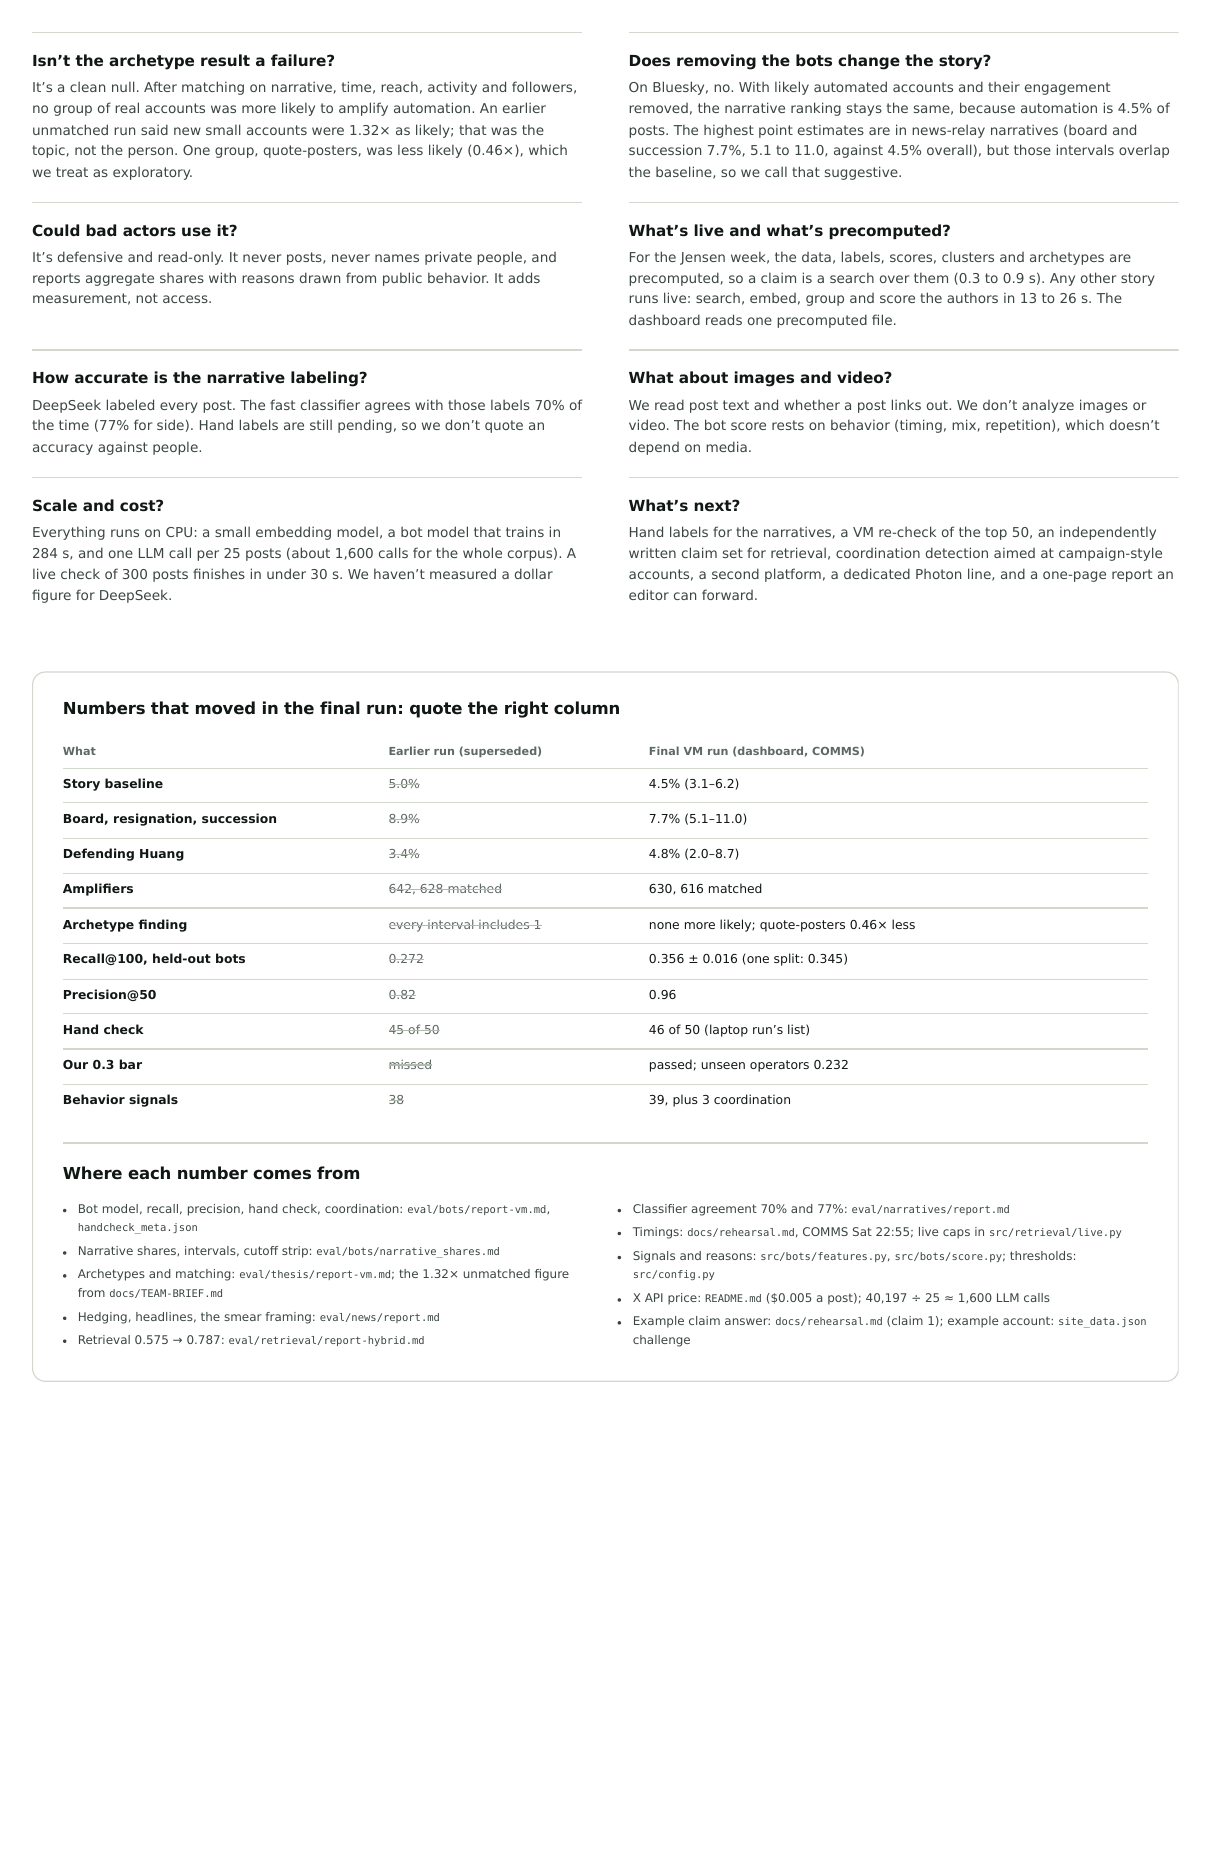 Isn’t the archetype result a failure?
It’s a clean null. After matching on narrative, time, reach, activity and followers,
no group of real accounts was more likely to amplify automation. An earlier
unmatched run said new small accounts were 1.32× as likely; that was the
topic, not the person. One group, quote-posters, was less likely (0.46×), which
we treat as exploratory.
Does removing the bots change the story?
On Bluesky, no. With likely automated accounts and their engagement
removed, the narrative ranking stays the same, because automation is 4.5% of
posts. The highest point estimates are in news-relay narratives (board and
succession 7.7%, 5.1 to 11.0, against 4.5% overall), but those intervals overlap
the baseline, so we call that suggestive.
Could bad actors use it?
It’s defensive and read-only. It never posts, never names private people, and
reports aggregate shares with reasons drawn from public behavior. It adds
measurement, not access.
What’s live and what’s precomputed?
For the Jensen week, the data, labels, scores, clusters and archetypes are
precomputed, so a claim is a search over them (0.3 to 0.9 s). Any other story
runs live: search, embed, group and score the authors in 13 to 26 s. The
dashboard reads one precomputed file.
How accurate is the narrative labeling?
DeepSeek labeled every post. The fast classifier agrees with those labels 70% of
the time (77% for side). Hand labels are still pending, so we don’t quote an
accuracy against people.
What about images and video?
We read post text and whether a post links out. We don’t analyze images or
video. The bot score rests on behavior (timing, mix, repetition), which doesn’t
depend on media.
Scale and cost?
Everything runs on CPU: a small embedding model, a bot model that trains in
284 s, and one LLM call per 25 posts (about 1,600 calls for the whole corpus). A
live check of 300 posts finishes in under 30 s. We haven’t measured a dollar
figure for DeepSeek.
What’s next?
Hand labels for the narratives, a VM re-check of the top 50, an independently
written claim set for retrieval, coordination detection aimed at campaign-style
accounts, a second platform, a dedicated Photon line, and a one-page report an
editor can forward.
Numbers that moved in the final run: quote the right column
What Earlier run (superseded) Final VM run (dashboard, COMMS)
Story baseline 5.0% 4.5% (3.1–6.2)
Board, resignation, succession 8.9% 7.7% (5.1–11.0)
Defending Huang 3.4% 4.8% (2.0–8.7)
Amplifiers 642, 628 matched 630, 616 matched
Archetype finding every interval includes 1 none more likely; quote-posters 0.46× less
Recall@100, held-out bots 0.272 0.356 ± 0.016 (one split: 0.345)
Precision@50 0.82 0.96
Hand check 45 of 50 46 of 50 (laptop run’s list)
Our 0.3 bar missed passed; unseen operators 0.232
Behavior signals 38 39, plus 3 coordination
Where each number comes from
• Bot model, recall, precision, hand check, coordination: eval/bots/report-vm.md,
handcheck_meta.json
• Narrative shares, intervals, cutoff strip: eval/bots/narrative_shares.md
• Archetypes and matching: eval/thesis/report-vm.md; the 1.32× unmatched figure
from docs/TEAM-BRIEF.md
• Hedging, headlines, the smear framing: eval/news/report.md
• Retrieval 0.575 → 0.787: eval/retrieval/report-hybrid.md
• Classifier agreement 70% and 77%: eval/narratives/report.md
• Timings: docs/rehearsal.md, COMMS Sat 22:55; live caps in src/retrieval/live.py
• Signals and reasons: src/bots/features.py, src/bots/score.py; thresholds:
src/config.py
• X API price: README.md ($0.005 a post); 40,197 ÷ 25 ≈ 1,600 LLM calls
• Example claim answer: docs/rehearsal.md (claim 1); example account: site_data.json
challenge